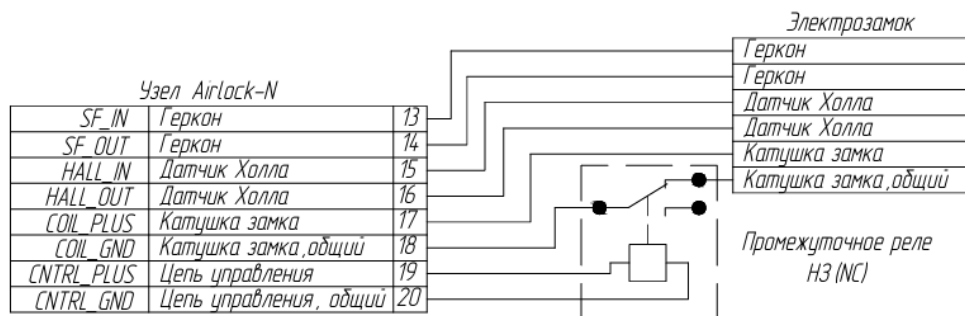 Электрозамок
Геркон
Геркон
Датчик Холла
Датчик Холла
Катушка замка
Катушка замка,общий
Узел Airlock-N
SF_IN Геркон 13
SF_OUT Геркон 14
HALL_IN Датчик Холла 15
HALL_OUT Датчик Холла 16
COIL_PLUS Катушка замка 17
COIL_GND Катушка замка,общий 18
CNTRL_PLUS Цепь управления 19
CNTRL_GND Цепь управления, общий 20
Промежуточное реле
НЗ (NC)